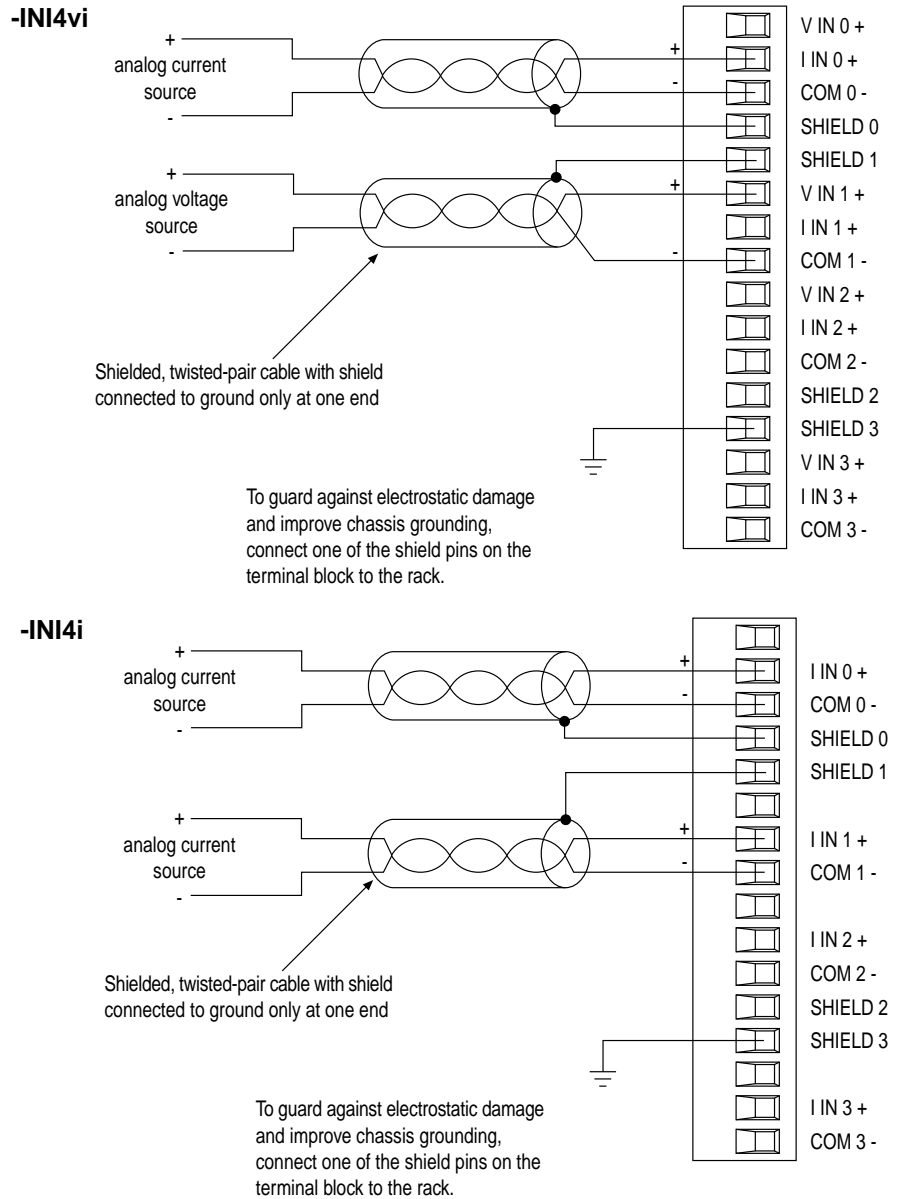 -INI4vi
+
analog current
source
-
+
analog voltage
source
-
+
-
+
-
Shielded, twisted-pair cable with shield
connected to ground only at one end
To guard against electrostatic damage
and improve chassis grounding,
connect one of the shield pins on the
terminal block to the rack.
V IN 0 +
I IN 0 +
COM 0 -
SHIELD 0
SHIELD 1
V IN 1 +
I IN 1 +
COM 1 -
V IN 2 +
I IN 2 +
COM 2 -
SHIELD 2
SHIELD 3
V IN 3 +
I IN 3 +
COM 3 -
-INI4i
+
analog current
source
-
+
analog current
source
-
+
-
+
-
Shielded, twisted-pair cable with shield
connected to ground only at one end
To guard against electrostatic damage
and improve chassis grounding,
connect one of the shield pins on the
terminal block to the rack.
I IN 0 +
COM 0 -
SHIELD 0
SHIELD 1
I IN 1 +
COM 1 -
I IN 2 +
COM 2 -
SHIELD 2
SHIELD 3
I IN 3 +
COM 3 -